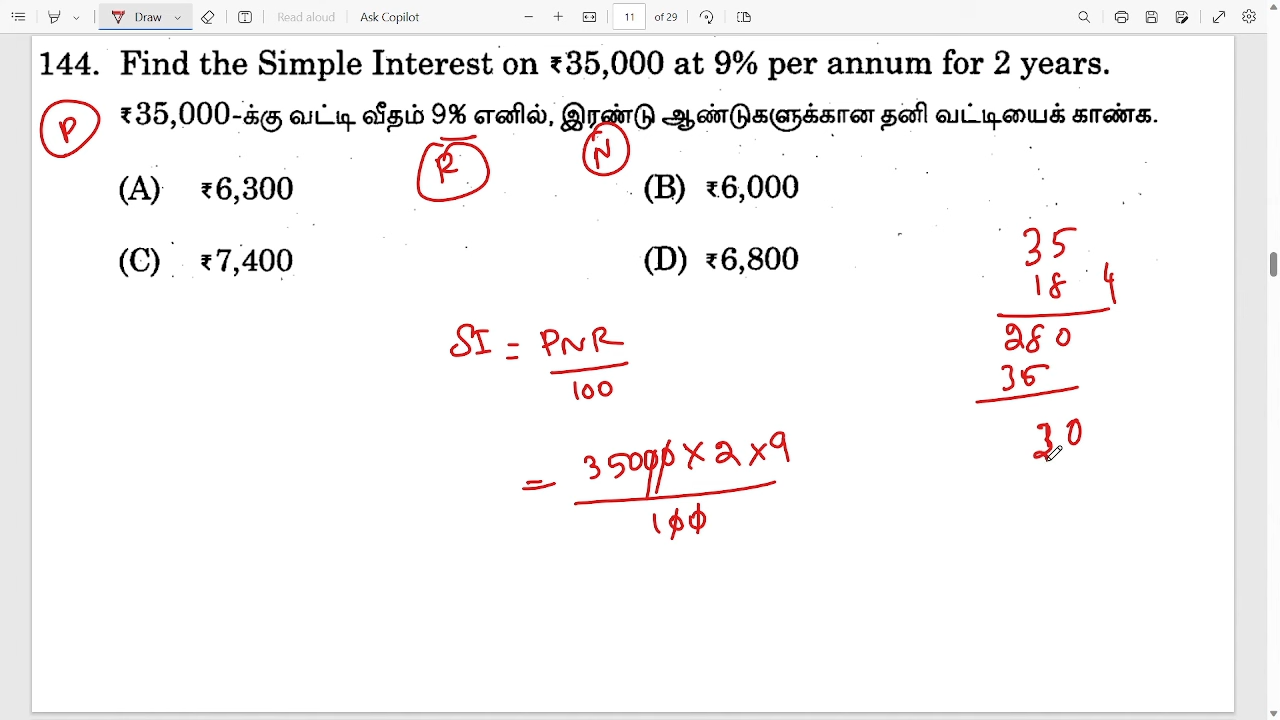 Draw
Read aloud
Ask Copilot
11 of 29
144. Find the Simple Interest on ₹35,000 at 9% per annum for 2 years.
₹35,000-க்கு வட்டி வீதம் 9% எனில், இரண்டு ஆண்டுகளுக்கான தனி வட்டியைக் காண்க.
P
R
N
(A) ₹6,300
(B) ₹6,000
(C) ₹7,400
(D) ₹6,800
SI = PNR
100
= 35000 × 2 × 9
100
35
18 4
280
35
30